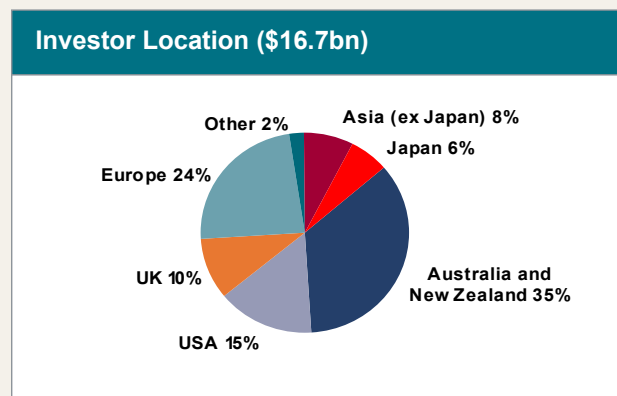 Investor Location ($16.7bn)
Other 2%
Asia (ex Japan) 8%
Japan 6%
Europe 24%
UK 10%
Australia and
New Zealand 35%
USA 15%